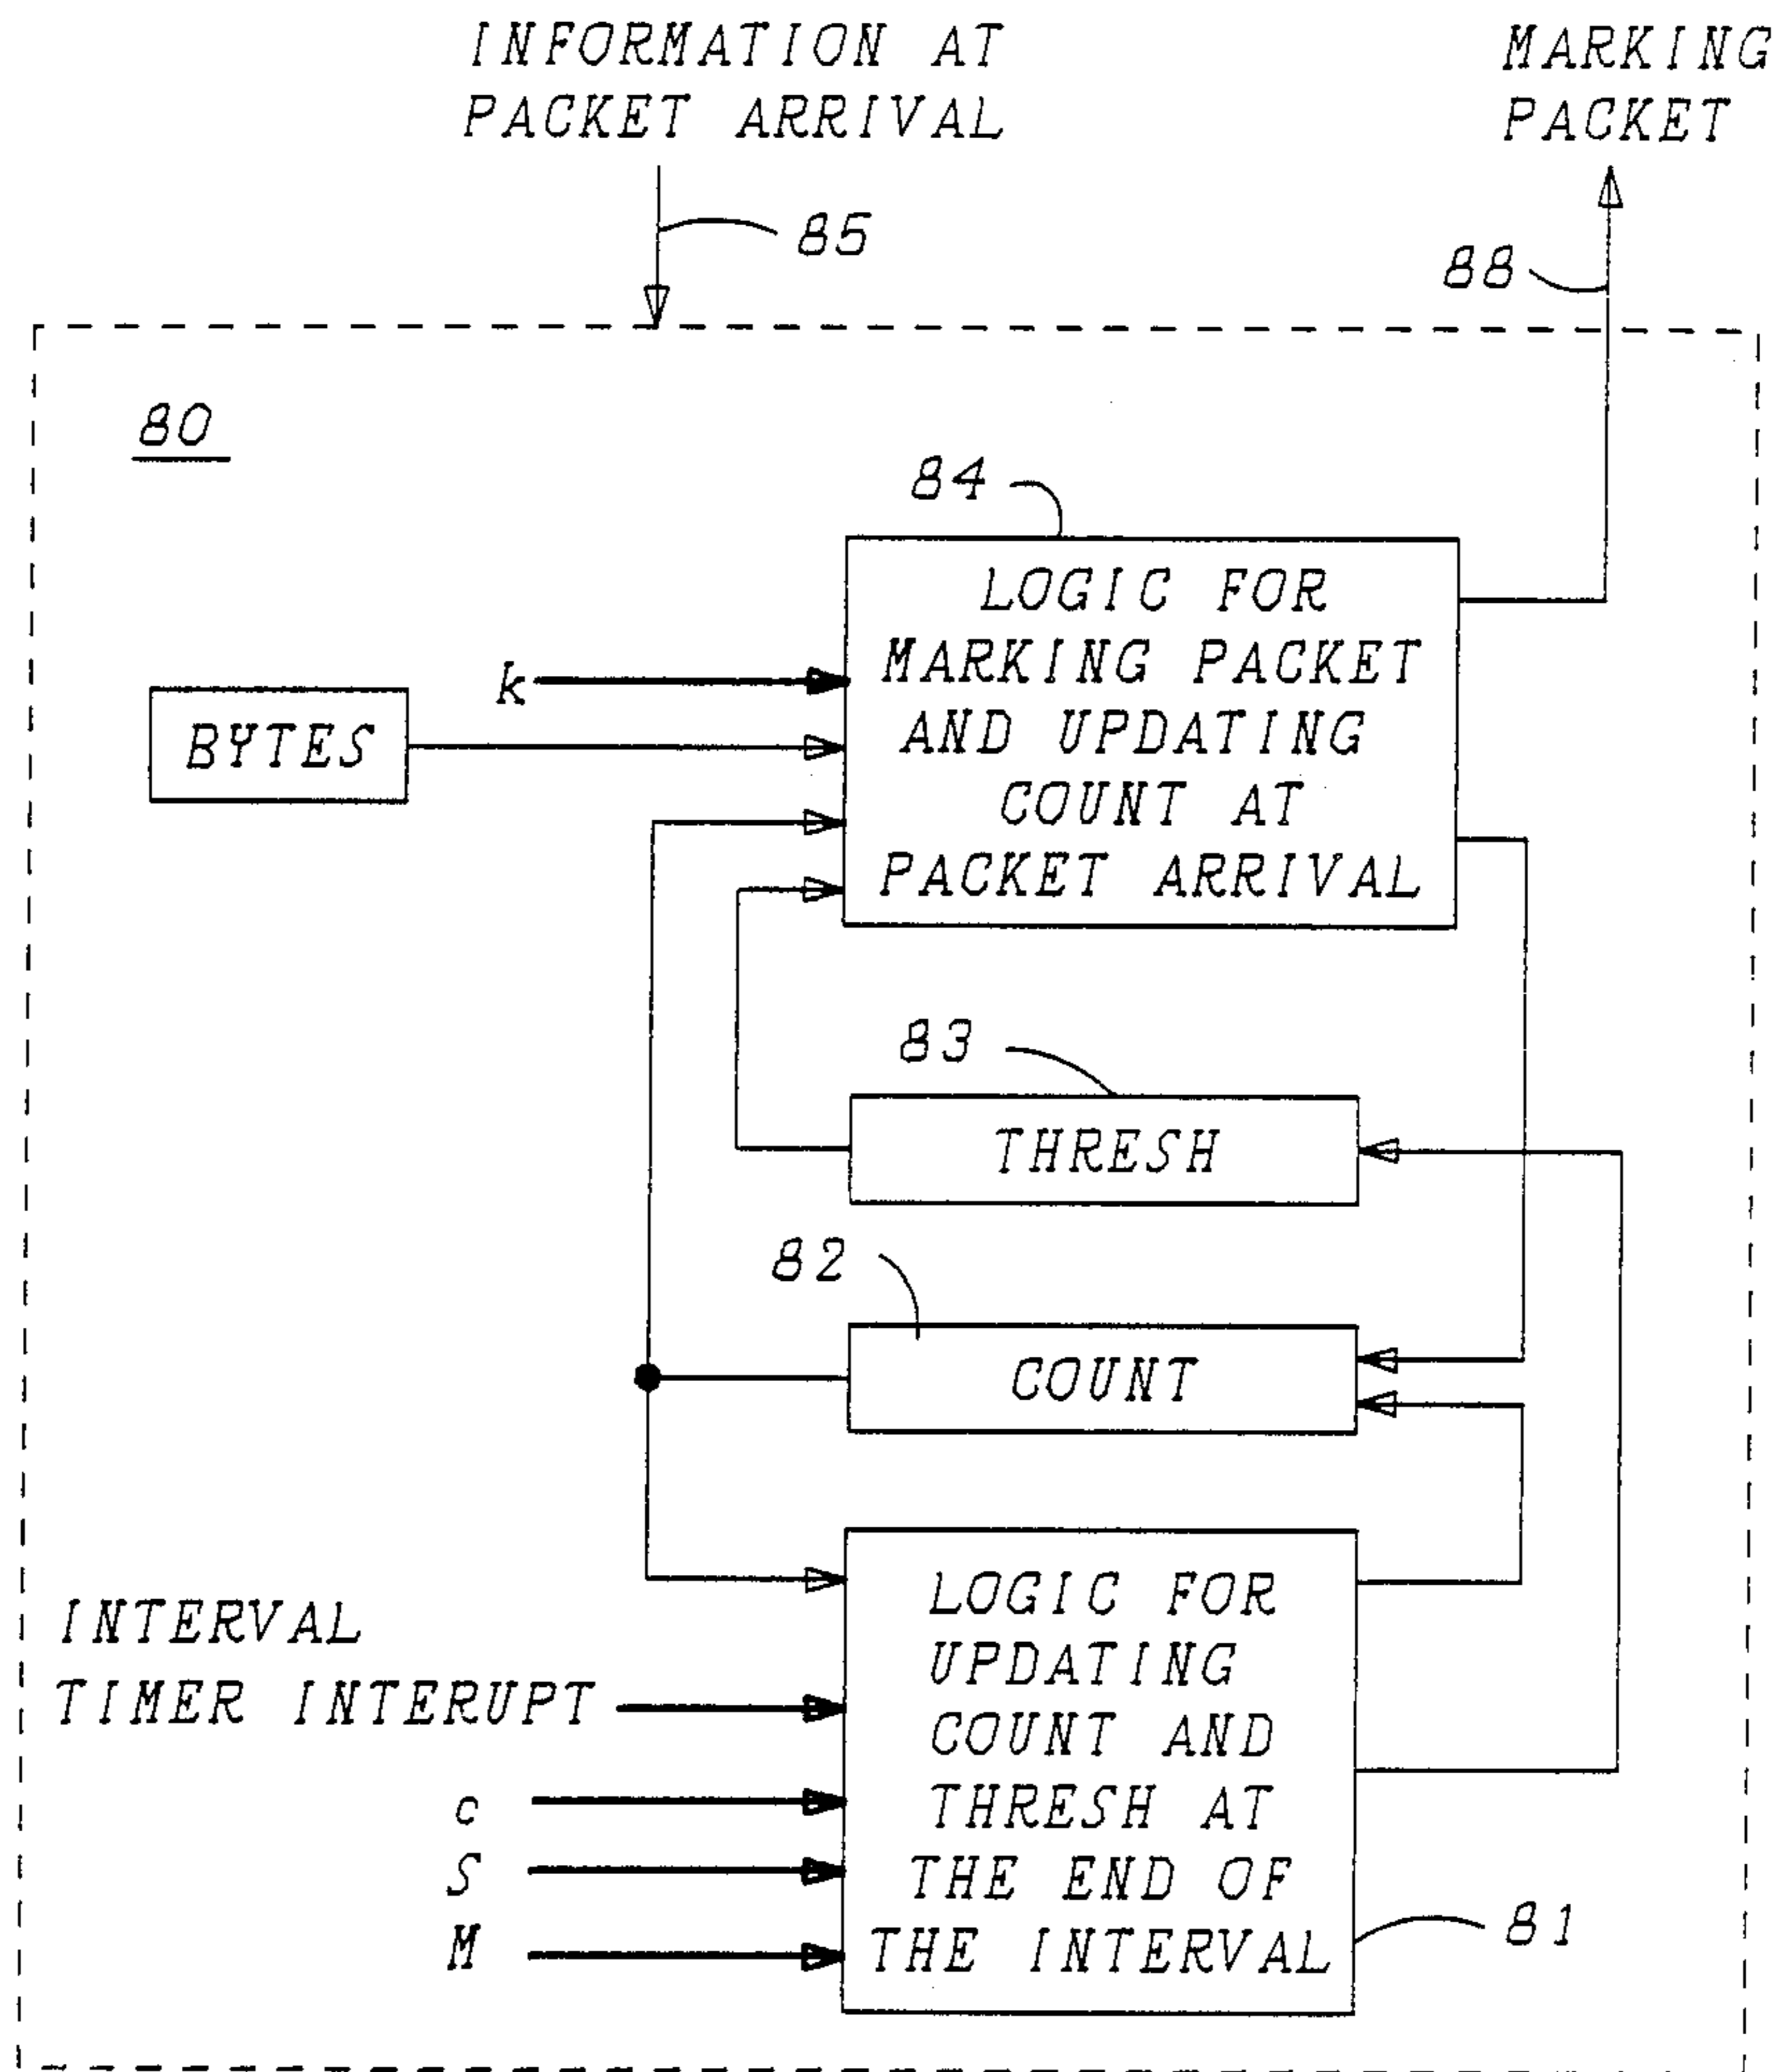 INFORMATION AT
PACKET ARRIVAL
MARKING
PACKET
85
88
80
84
LOGIC FOR
MARKING PACKET
AND UPDATING
COUNT AT
PACKET ARRIVAL
k
BYTES
83
THRESH
82
COUNT
LOGIC FOR
UPDATING
COUNT AND
THRESH AT
THE END OF
THE INTERVAL
INTERVAL
TIMER INTERUPT
c
S
M
81